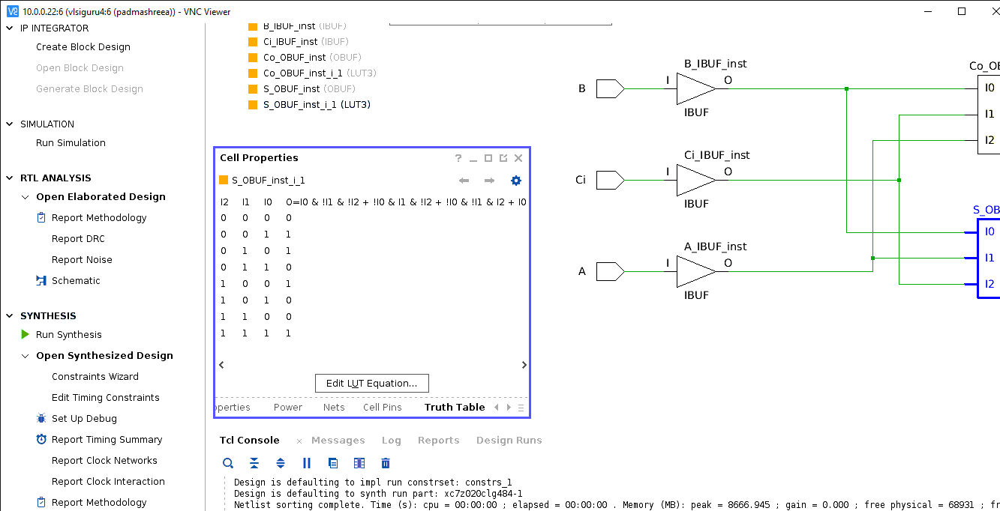 10.0.0.22:6 (vlsiguru4:6 (padmashreea)) - VNC Viewer
IP INTEGRATOR
Create Block Design
Open Block Design
Generate Block Design
SIMULATION
Run Simulation
RTL ANALYSIS
Open Elaborated Design
Report Methodology
Report DRC
Report Noise
Schematic
SYNTHESIS
Run Synthesis
Open Synthesized Design
Constraints Wizard
Edit Timing Constraints
Set Up Debug
Report Timing Summary
Report Clock Networks
Report Clock Interaction
Report Methodology
B_IBUF_inst (IBUF)
Ci_IBUF_inst (IBUF)
Co_OBUF_inst (OBUF)
Co_OBUF_inst_i_1 (LUT3)
S_OBUF_inst (OBUF)
S_OBUF_inst_i_1 (LUT3)
Cell Properties
S_OBUF_inst_i_1
I2 I1 I0 O=I0 & !I1 & !I2 + !I0 & I1 & !I2 + !I0 & !I1 & I2 + I0
0 0 0 0
0 0 1 1
0 1 0 1
0 1 1 0
1 0 0 1
1 0 1 0
1 1 0 0
1 1 1 1
Edit LUT Equation...
operties Power Nets Cell Pins Truth Table
Tcl Console Messages Log Reports Design Runs
Design is defaulting to impl run constrset: constrs_1
Design is defaulting to synth run part: xc7z020clg484-1
Netlist sorting complete. Time (s): cpu = 00:00:00 ; elapsed = 00:00:00 . Memory (MB): peak = 8666.945 ; gain = 0.000 ; free physical = 68931 ; fr
B_IBUF_inst
B I O
IBUF
Ci_IBUF_inst
Ci I O
IBUF
A_IBUF_inst
A I O
IBUF
Co_OB
I0
I1
I2
S_OB
I0
I1
I2